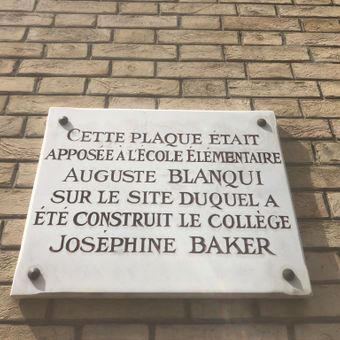 CETTE PLAQUE ÉTAIT
APPOSÉE À L'ÉCOLE ÉLÉMENTAIRE
AUGUSTE BLANQUI
SUR LE SITE DUQUEL A
ÉTÉ CONSTRUIT LE COLLÈGE
JOSÉPHINE BAKER